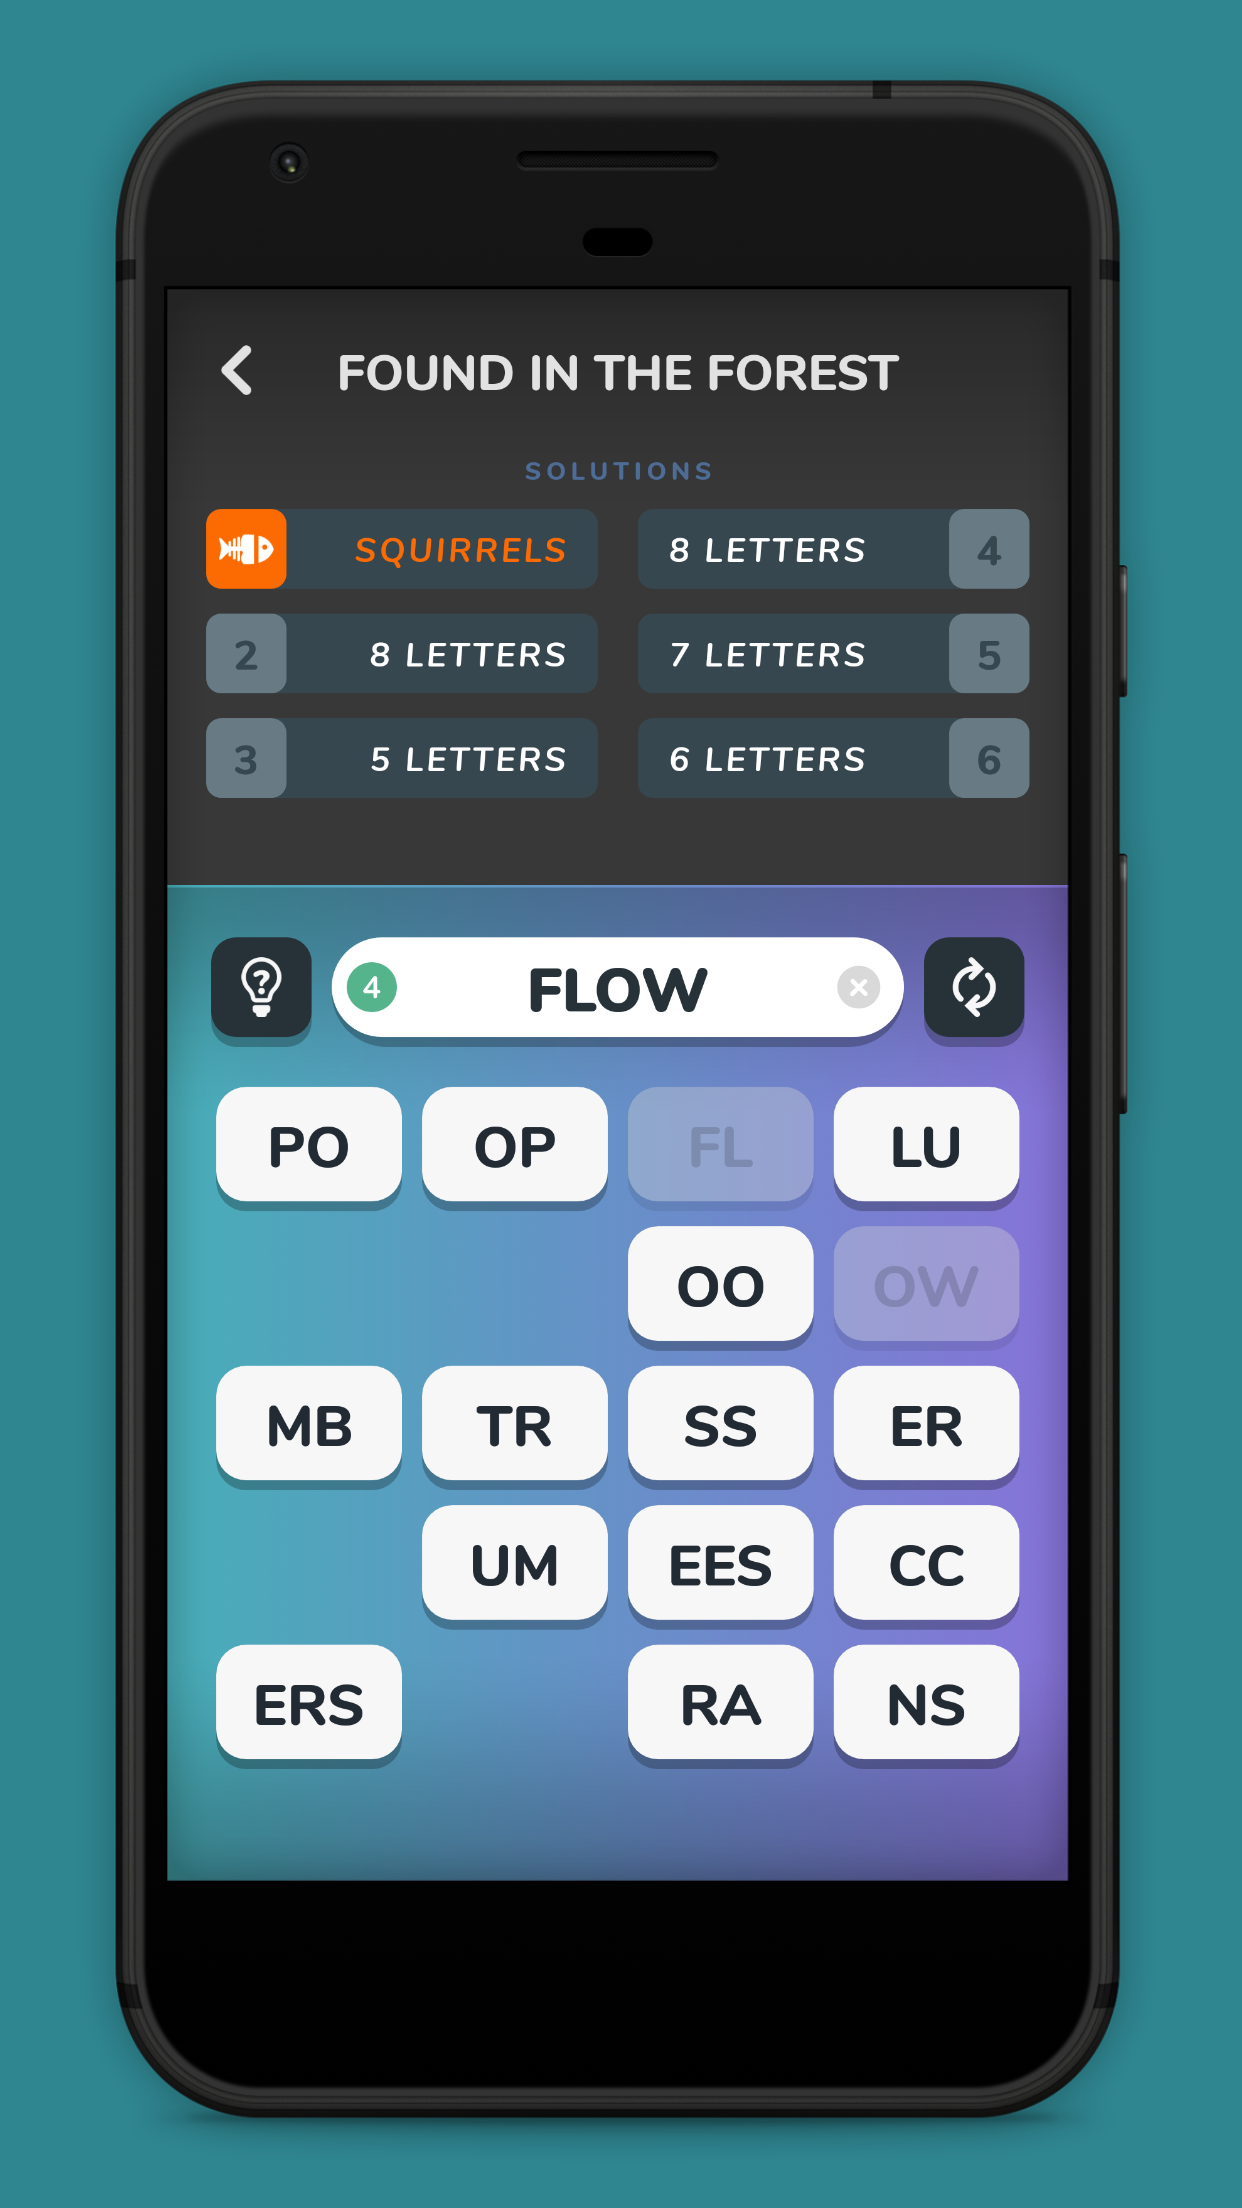 FOUND IN THE FOREST
SOLUTIONS
SQUIRRELS
8 LETTERS 4
2 8 LETTERS
7 LETTERS 5
3 5 LETTERS
6 LETTERS 6
?
4 FLOW
PO OP FL LU
OO OW
MB TR SS ER
UM EES CC
ERS RA NS